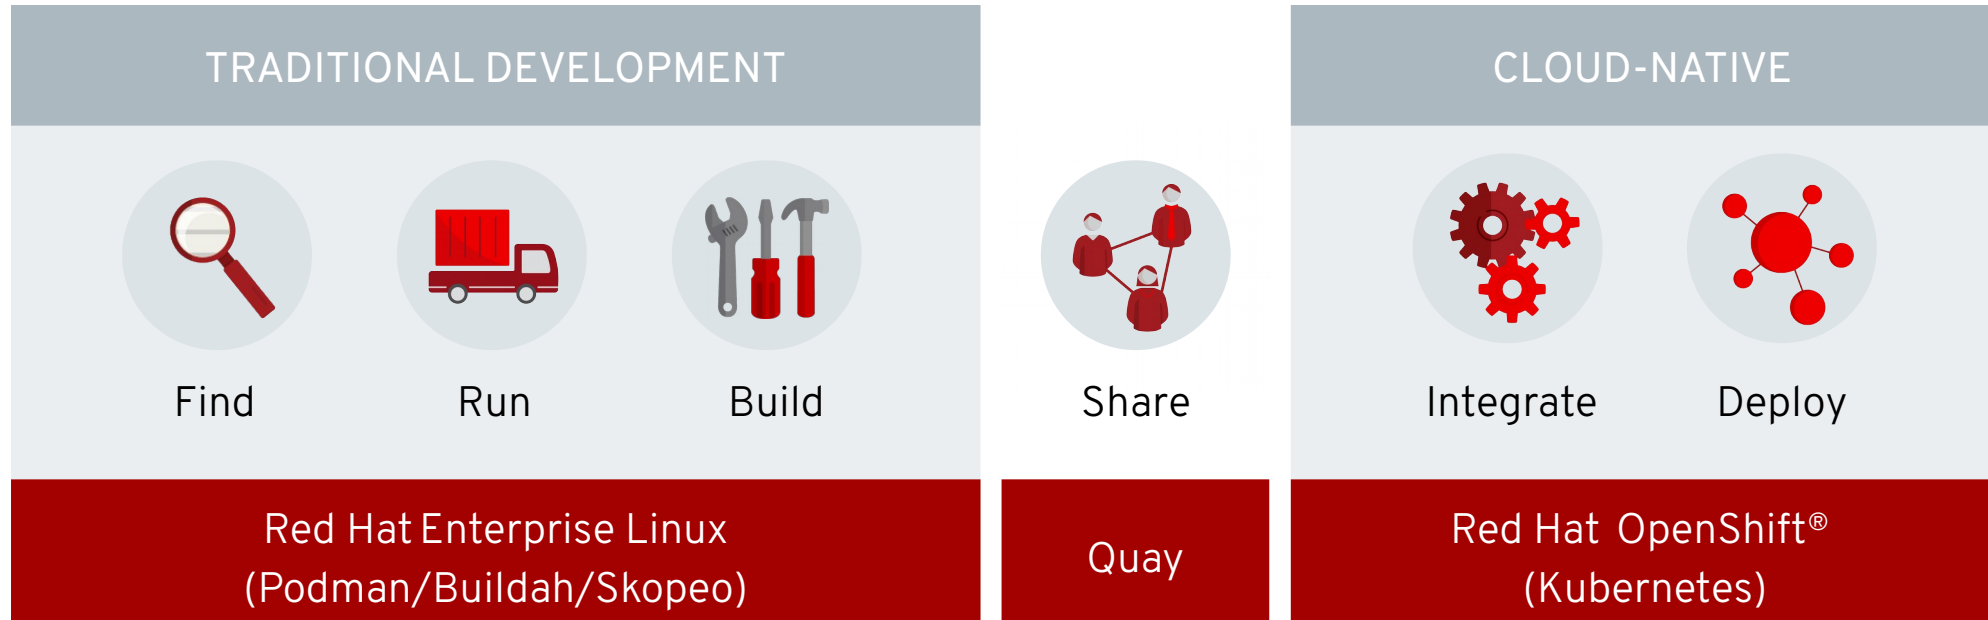 TRADITIONAL DEVELOPMENT
CLOUD-NATIVE
Find
Run
Build
Share
Integrate
Deploy
Red Hat Enterprise Linux
(Podman/Buildah/Skopeo)
Quay
Red Hat OpenShift®
(Kubernetes)